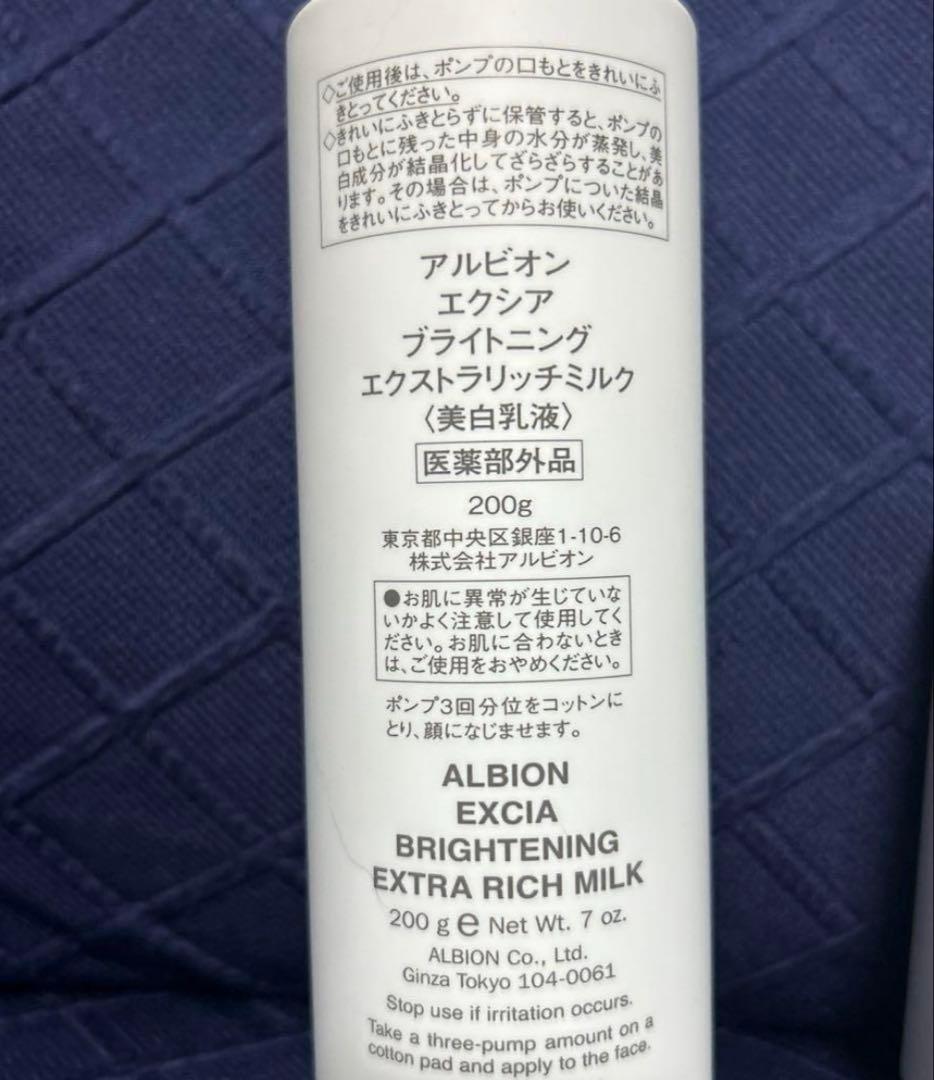 ◇ご使用後は、ポンプの口もとをきれいにふ
きとってください。
◇きれいにふきとらずに保管すると、ポンプの
口もとに残った中身の水分が蒸発し、美
白成分が結晶化してざらざらすることがあ
ります。その場合は、ポンプについた結晶
をきれいにふきとってからお使いください。
アルビオン
エクシア
ブライトニング
エクストラリッチミルク
〈美白乳液〉
医薬部外品
200g
東京都中央区銀座1-10-6
株式会社アルビオン
●お肌に異常が生じていな
いかよく注意して使用してく
ださい。お肌に合わないとき
は、ご使用をおやめください。
ポンプ3回分位をコットンに
とり、顔になじませます。
ALBION
EXCIA
BRIGHTENING
EXTRA RICH MILK
200 g e Net Wt. 7 oz.
ALBION Co., Ltd.
Ginza Tokyo 104-0061
Stop use if irritation occurs.
Take a three-pump amount on a
cotton pad and apply to the face.